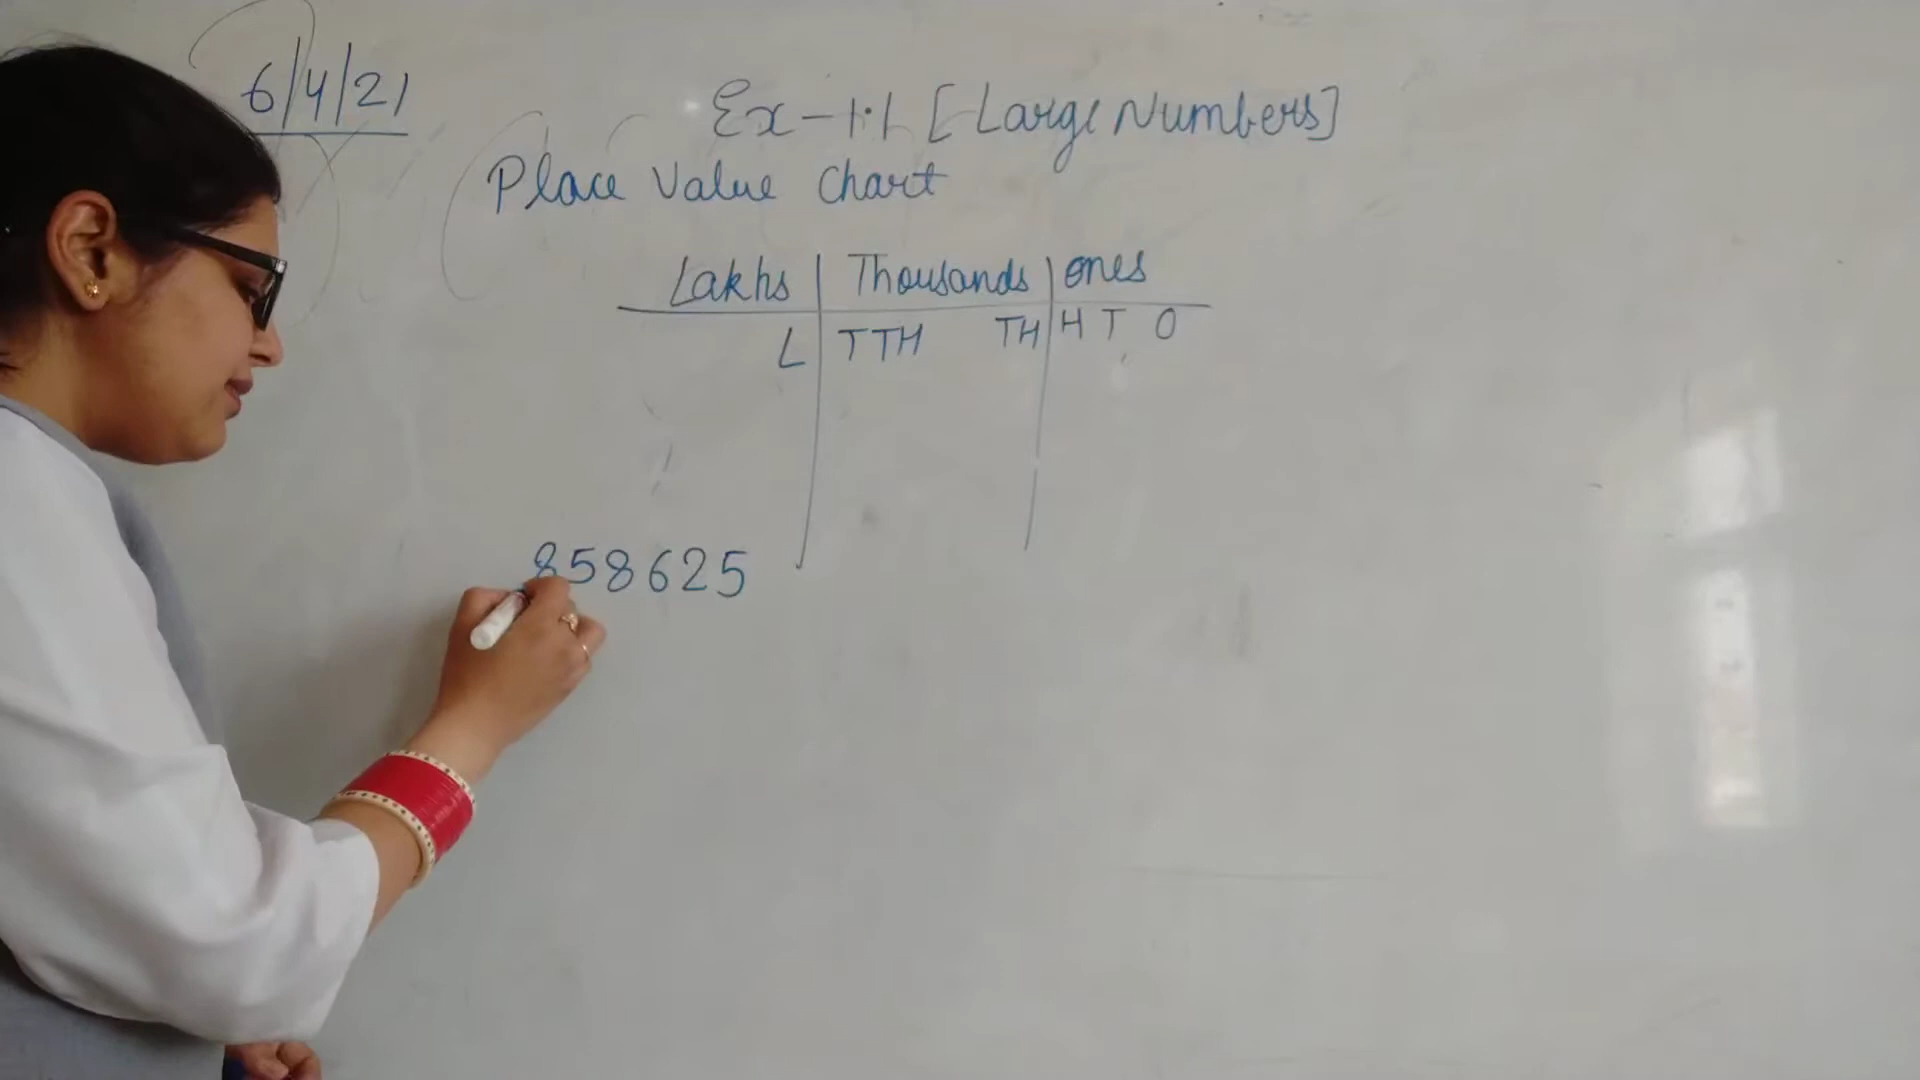 6/4/21
Ex-1.1 [Large Numbers]
Place Value Chart
Lakhs | Thousands | ones
L | TTH TH | H T O
858625